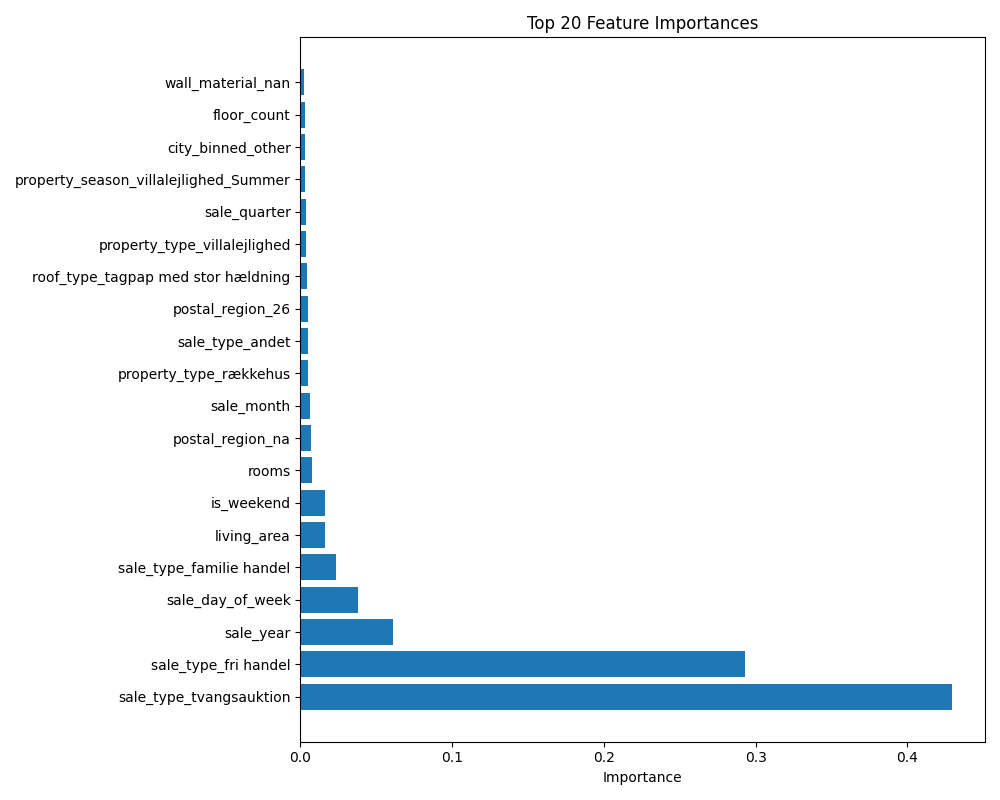 Top 20 Feature Importances
wall_material_nan
floor_count
city_binned_other
property_season_villalejlighed_Summer
sale_quarter
property_type_villalejlighed
roof_type_tagpap med stor hældning
postal_region_26
sale_type_andet
property_type_rækkehus
sale_month
postal_region_na
rooms
is_weekend
living_area
sale_type_familie handel
sale_day_of_week
sale_year
sale_type_fri handel
sale_type_tvangsauktion
0.0 0.1 0.2 0.3 0.4
Importance